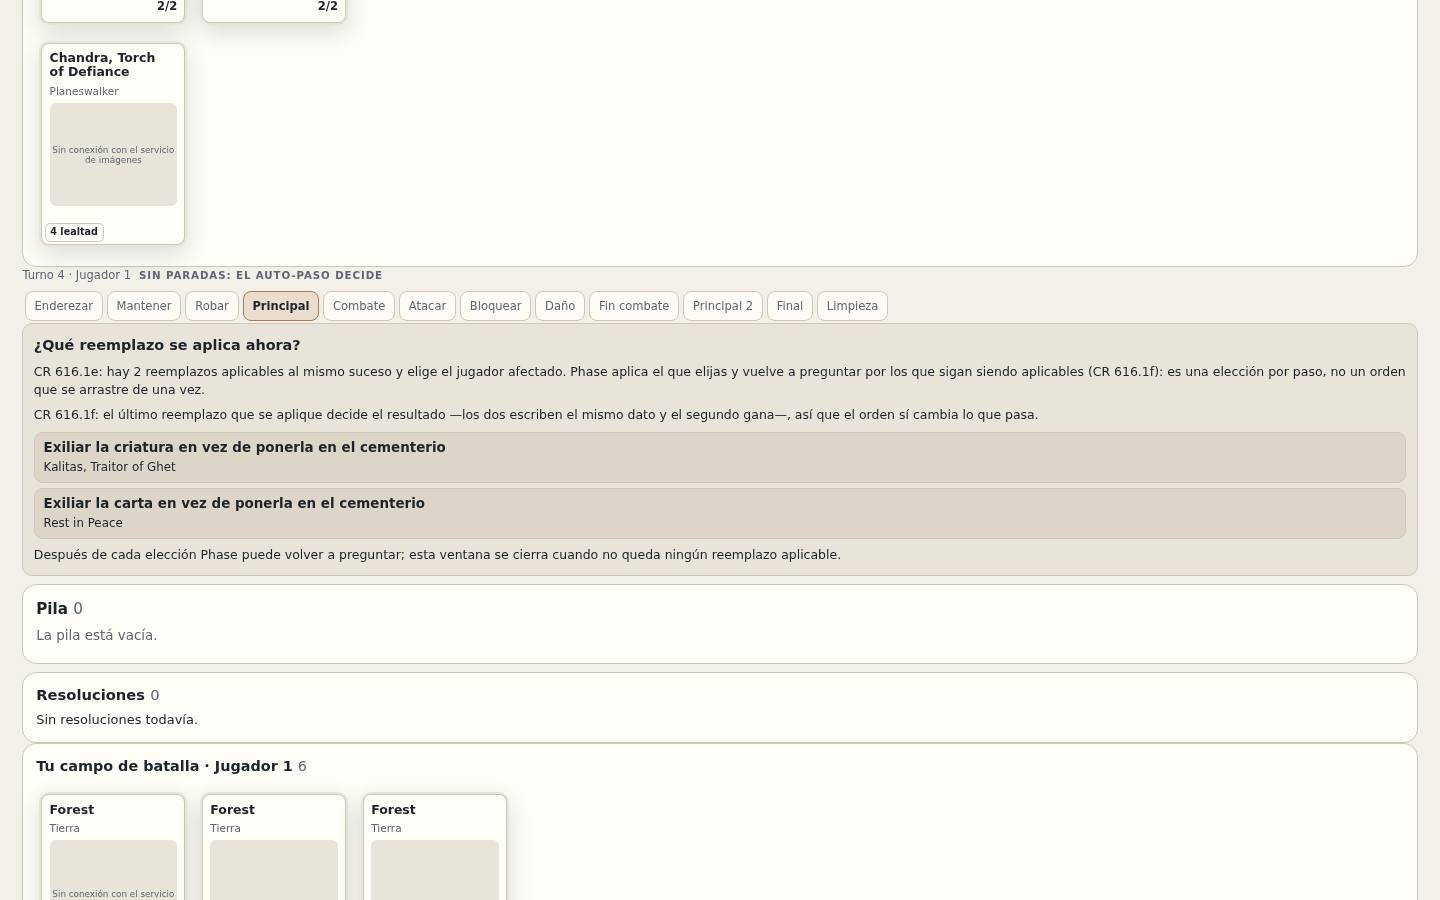 2/2
2/2
Chandra, Torch
of Defiance
Planeswalker
Sin conexión con el servicio
de imágenes
4 lealtad
Turno 4 · Jugador 1 SIN PARADAS: EL AUTO-PASO DECIDE
Enderezar Mantener Robar Principal Combate Atacar Bloquear Daño Fin combate Principal 2 Final Limpieza
¿Qué reemplazo se aplica ahora?
CR 616.1e: hay 2 reemplazos aplicables al mismo suceso y elige el jugador afectado. Phase aplica el que elijas y vuelve a preguntar por los que sigan siendo aplicables (CR 616.1f): es una elección por paso, no un orden
que se arrastre de una vez.
CR 616.1f: el último reemplazo que se aplique decide el resultado —los dos escriben el mismo dato y el segundo gana—, así que el orden sí cambia lo que pasa.
Exiliar la criatura en vez de ponerla en el cementerio
Kalitas, Traitor of Ghet
Exiliar la carta en vez de ponerla en el cementerio
Rest in Peace
Después de cada elección Phase puede volver a preguntar; esta ventana se cierra cuando no queda ningún reemplazo aplicable.
Pila 0
La pila está vacía.
Resoluciones 0
Sin resoluciones todavía.
Tu campo de batalla · Jugador 1 6
Forest Forest Forest
Tierra Tierra Tierra
Sin conexión con el servicio